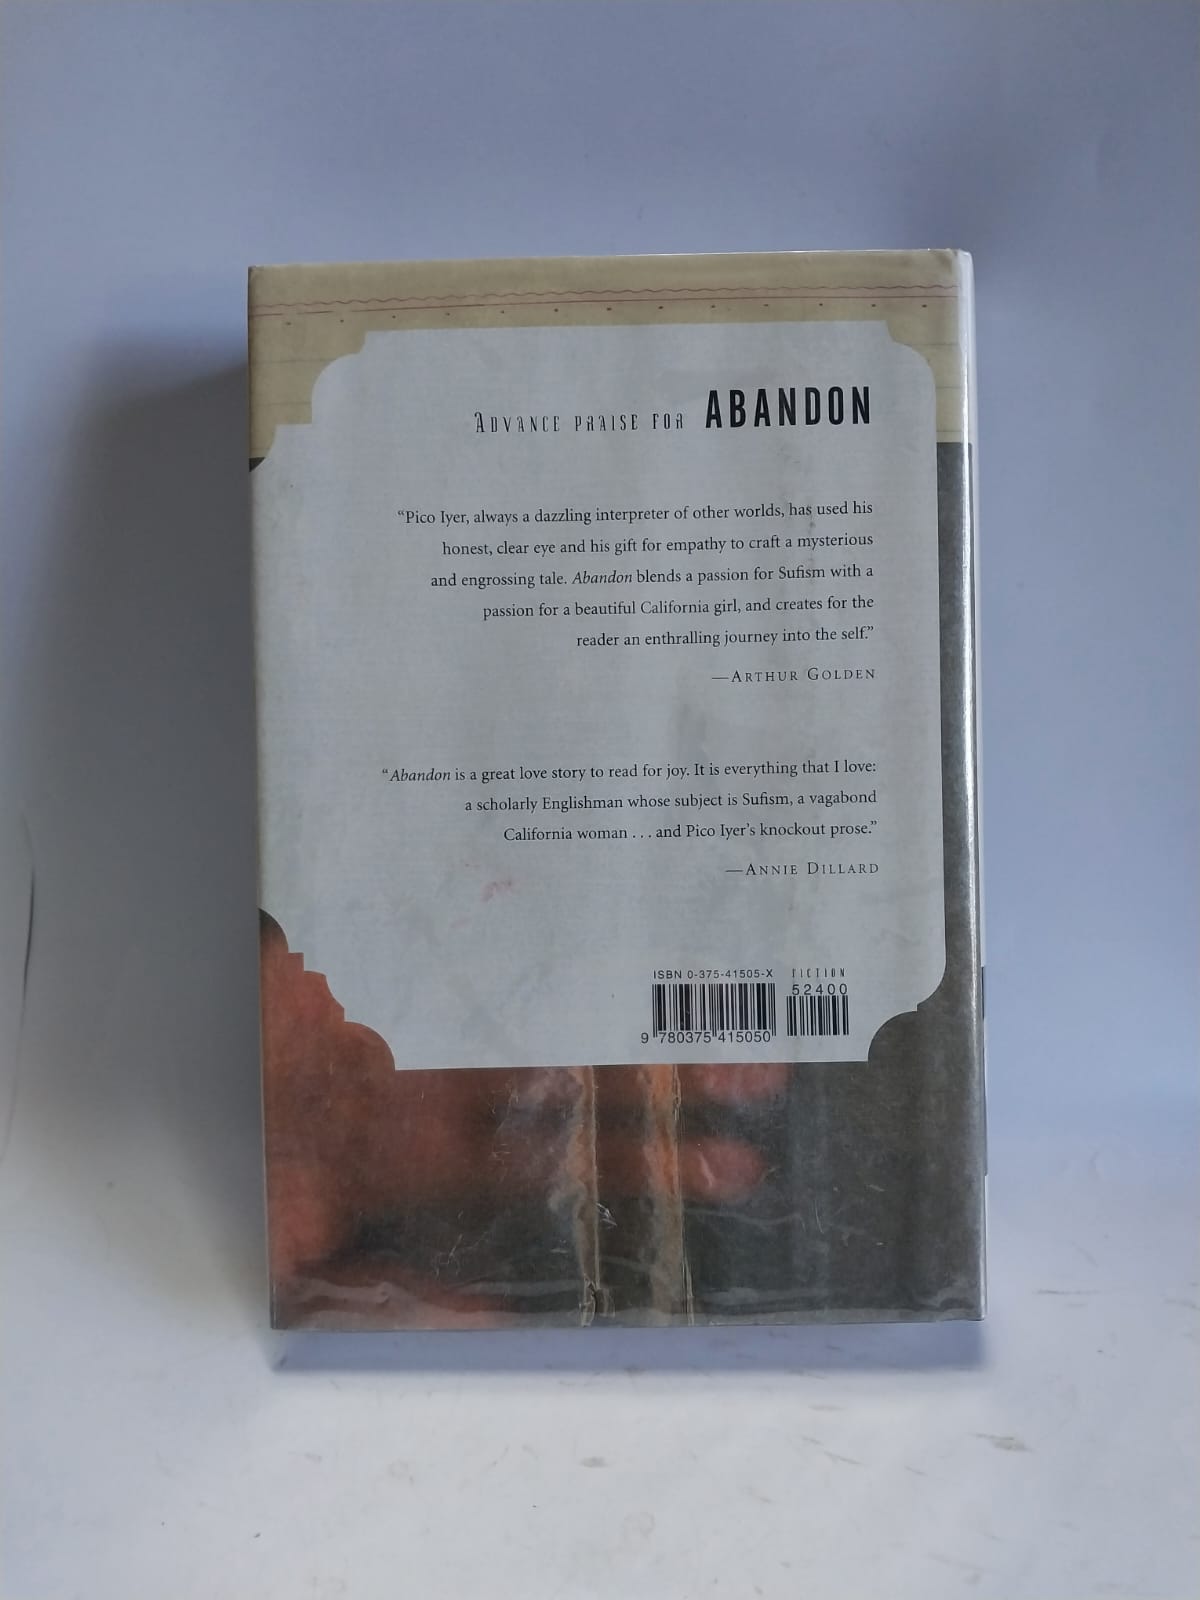 ADVANCE PRAISE FOR ABANDON
“Pico Iyer, always a dazzling interpreter of other worlds, has used his
honest, clear eye and his gift for empathy to craft a mysterious
and engrossing tale. Abandon blends a passion for Sufism with a
passion for a beautiful California girl, and creates for the
reader an enthralling journey into the self.”
—ARTHUR GOLDEN
“Abandon is a great love story to read for joy. It is everything that I love:
a scholarly Englishman whose subject is Sufism, a vagabond
California woman . . . and Pico Iyer’s knockout prose.”
—ANNIE DILLARD
ISBN 0-375-41505-X FICTION
52400
9 780375 415050